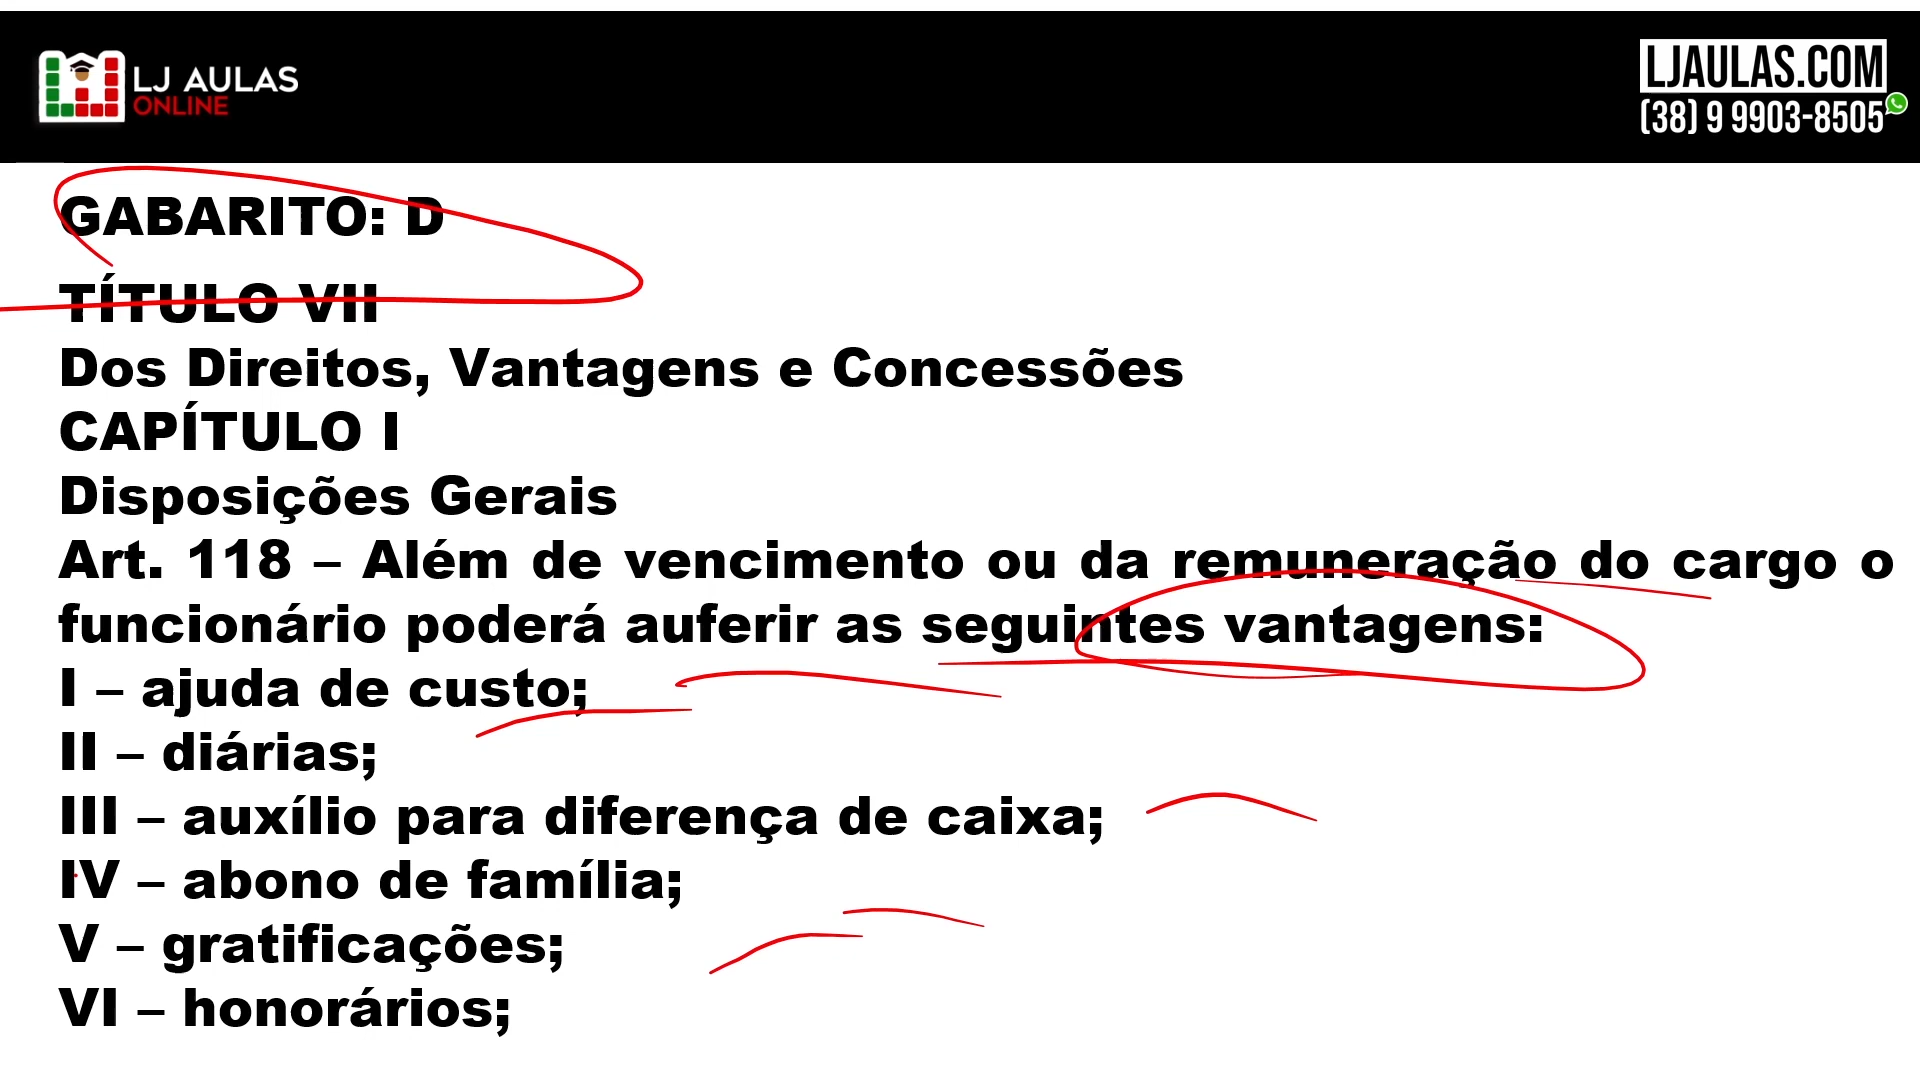 LJ AULAS
ONLINE
LJAULAS.COM
(38) 9 9903-8505
GABARITO: D
TÍTULO VII
Dos Direitos, Vantagens e Concessões
CAPÍTULO I
Disposições Gerais
Art. 118 – Além de vencimento ou da remuneração do cargo o
funcionário poderá auferir as seguintes vantagens:
I – ajuda de custo;
II – diárias;
III – auxílio para diferença de caixa;
IV – abono de família;
V – gratificações;
VI – honorários;